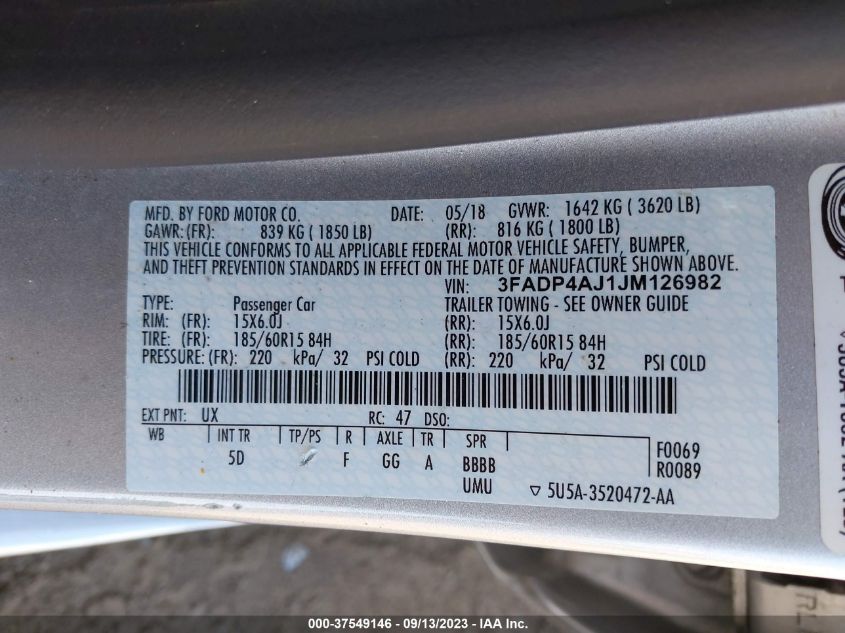 MFD. BY FORD MOTOR CO. DATE: 05/18 GVWR: 1642 KG ( 3620 LB)
GAWR: (FR): 839 KG ( 1850 LB) (RR): 816 KG ( 1800 LB)
THIS VEHICLE CONFORMS TO ALL APPLICABLE FEDERAL MOTOR VEHICLE SAFETY, BUMPER,
AND THEFT PREVENTION STANDARDS IN EFFECT ON THE DATE OF MANUFACTURE SHOWN ABOVE.
VIN: 3FADP4AJ1JM126982
TYPE: Passenger Car TRAILER TOWING - SEE OWNER GUIDE
RIM: (FR): 15X6.0J (RR): 15X6.0J
TIRE: (FR): 185/60R15 84H (RR): 185/60R15 84H
PRESSURE: (FR): 220 kPa/ 32 PSI COLD (RR): 220 kPa/ 32 PSI COLD
EXT PNT: UX RC: 47 DSO:
WB INT TR TP/PS R AXLE TR SPR F0069
5D F GG A BBBB R0089
UMU ▽ 5U5A-3520472-AA
000-37549146 - 09/13/2023 - IAA Inc.